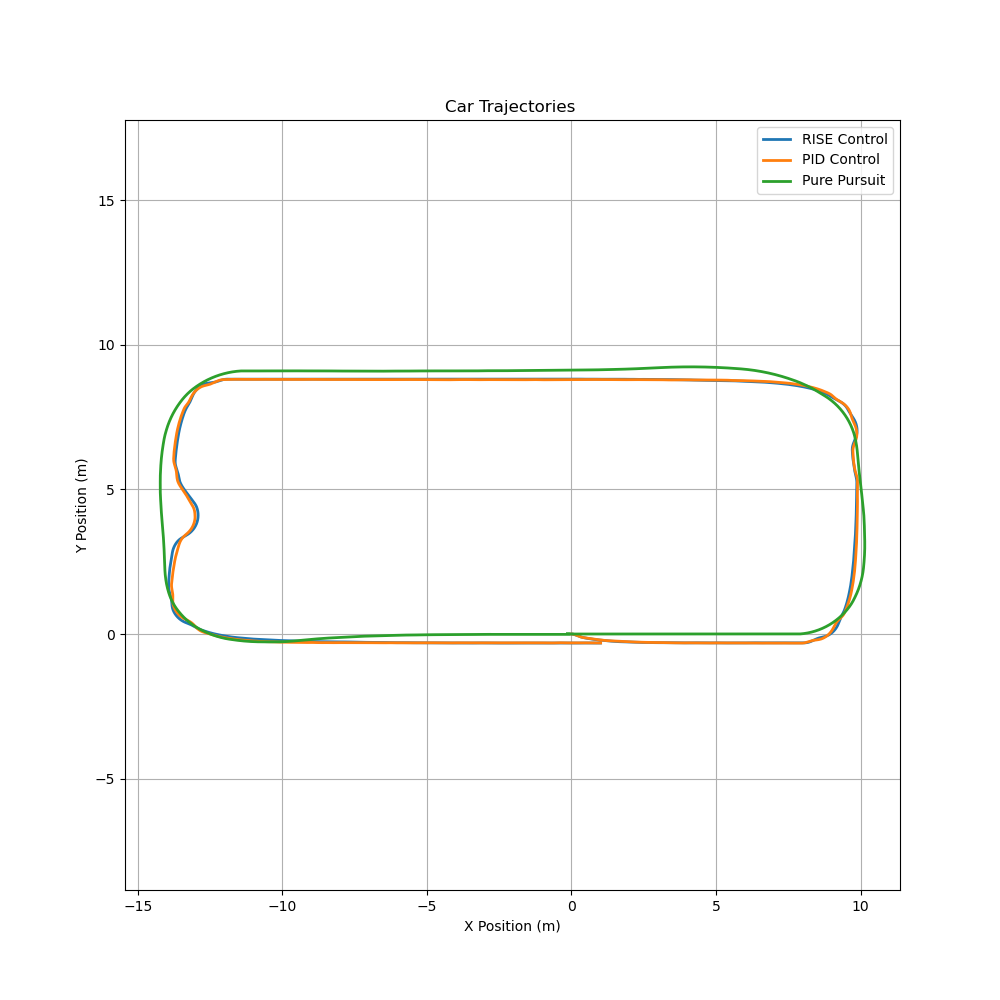 Car Trajectories
RISE Control
PID Control
Pure Pursuit
15
10
5
0
−5
Y Position (m)
−15
−10
−5
0
5
10
X Position (m)